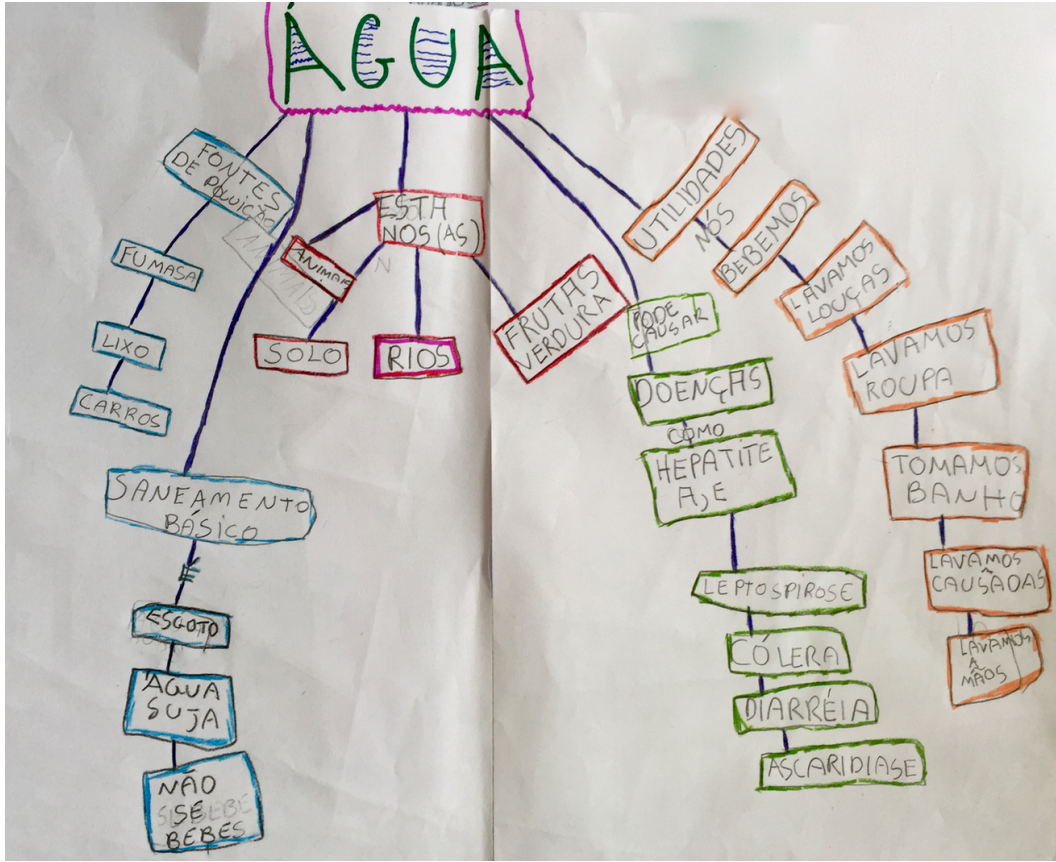 ÁGUA
FONTES
DE POLUIÇÃO
FUMASA
LIXO
CARROS
SANEAMENTO
BÁSICO
E
ESGOTO
ÁGUA
SUJA
NÃO
SE
BEBES
ESTA
NOS (AS)
ANIMAIS
SOLO
RIOS
FRUTAS
VERDURA
PODE
CAUSAR
DOENÇAS
COMO
HEPATITE
A, E
LEPTOSPIROSE
CÓLERA
DIARRÉIA
ASCARIDIASE
UTILIDADES
NÓS
BEBEMOS
LAVAMOS
LOUÇAS
LAVAMOS
ROUPA
TOMAMOS
BANHO
LAVAMOS
CAUSADAS
LAVAMOS
A
MÃOS